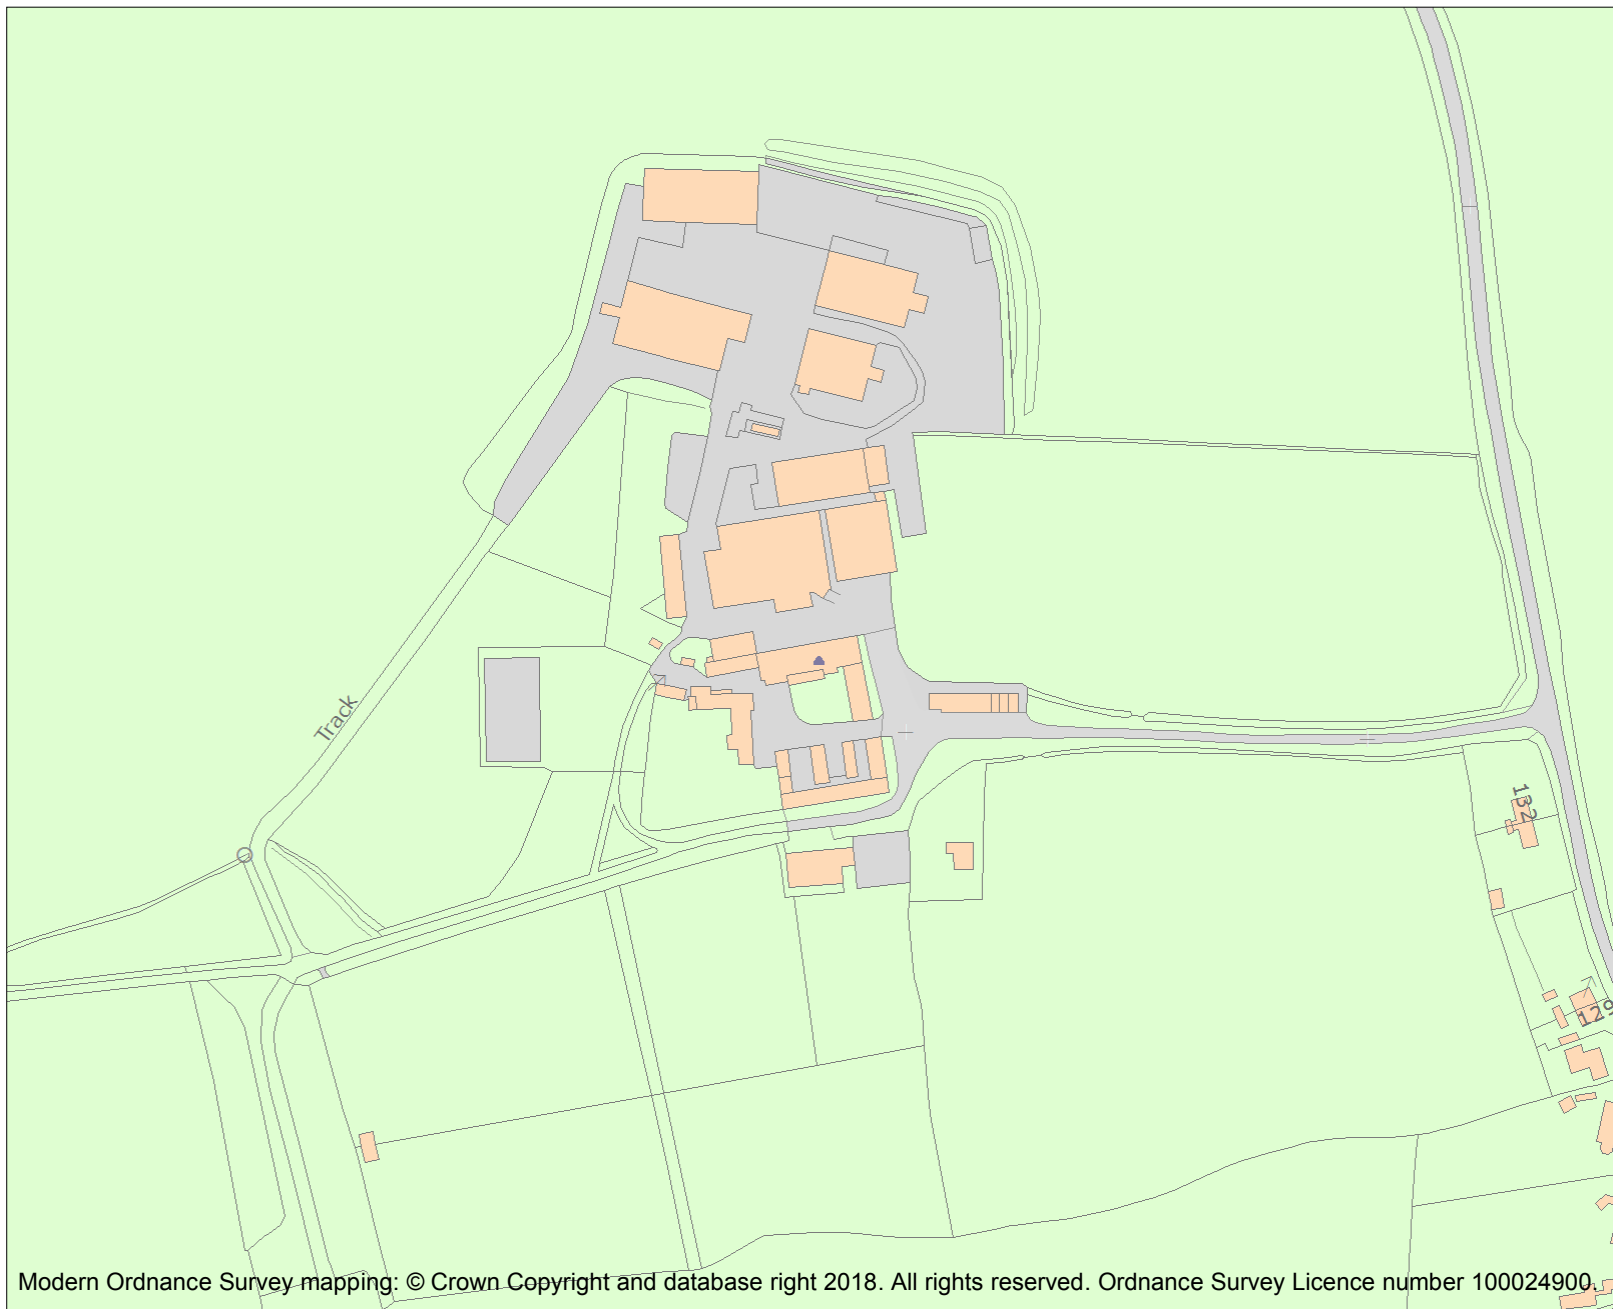 Track
132
129
Modern Ordnance Survey mapping: © Crown Copyright and database right 2018. All rights reserved. Ordnance Survey Licence number 100024900.